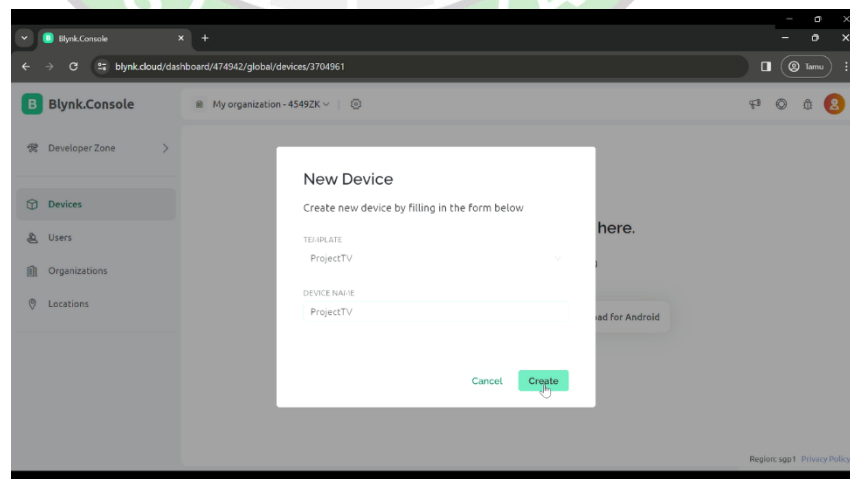 Blynk.Console
blynk.cloud/dashboard/474942/global/devices/3704961
Tamu
B
Blynk.Console
My organization - 4549ZK
Developer Zone
Devices
Users
Organizations
Locations
New Device
Create new device by filling in the form below
TEMPLATE
ProjectTV
DEVICE NAME
ProjectTV
Cancel
Create
here.
ad for Android
Region: sgp1 Privacy Policy